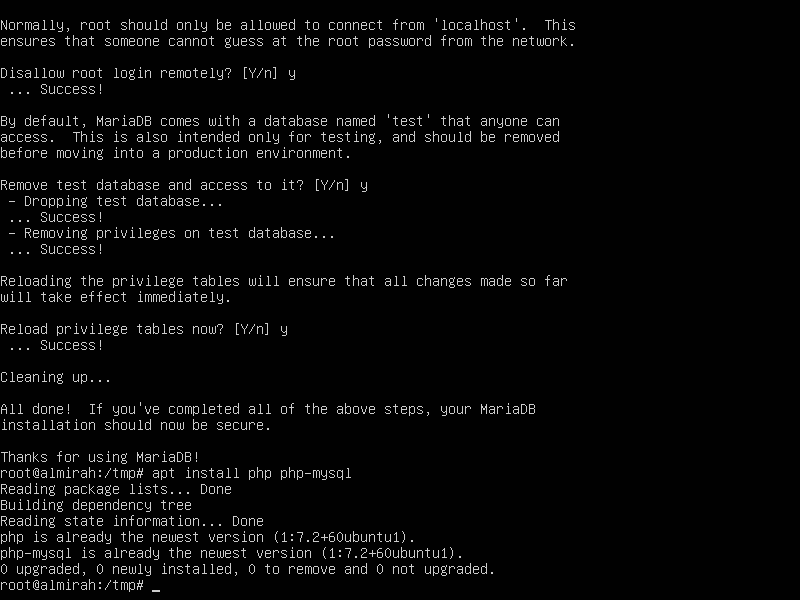 Normally, root should only be allowed to connect from 'localhost'.  This
ensures that someone cannot guess at the root password from the network.

Disallow root login remotely? [Y/n] y
 ... Success!

By default, MariaDB comes with a database named 'test' that anyone can
access.  This is also intended only for testing, and should be removed
before moving into a production environment.

Remove test database and access to it? [Y/n] y
 - Dropping test database...
 ... Success!
 - Removing privileges on test database...
 ... Success!

Reloading the privilege tables will ensure that all changes made so far
will take effect immediately.

Reload privilege tables now? [Y/n] y
 ... Success!

Cleaning up...

All done!  If you've completed all of the above steps, your MariaDB
installation should now be secure.

Thanks for using MariaDB!
root@almirah:/tmp# apt install php php-mysql
Reading package lists... Done
Building dependency tree
Reading state information... Done
php is already the newest version (1:7.2+60ubuntu1).
php-mysql is already the newest version (1:7.2+60ubuntu1).
0 upgraded, 0 newly installed, 0 to remove and 0 not upgraded.
root@almirah:/tmp# _